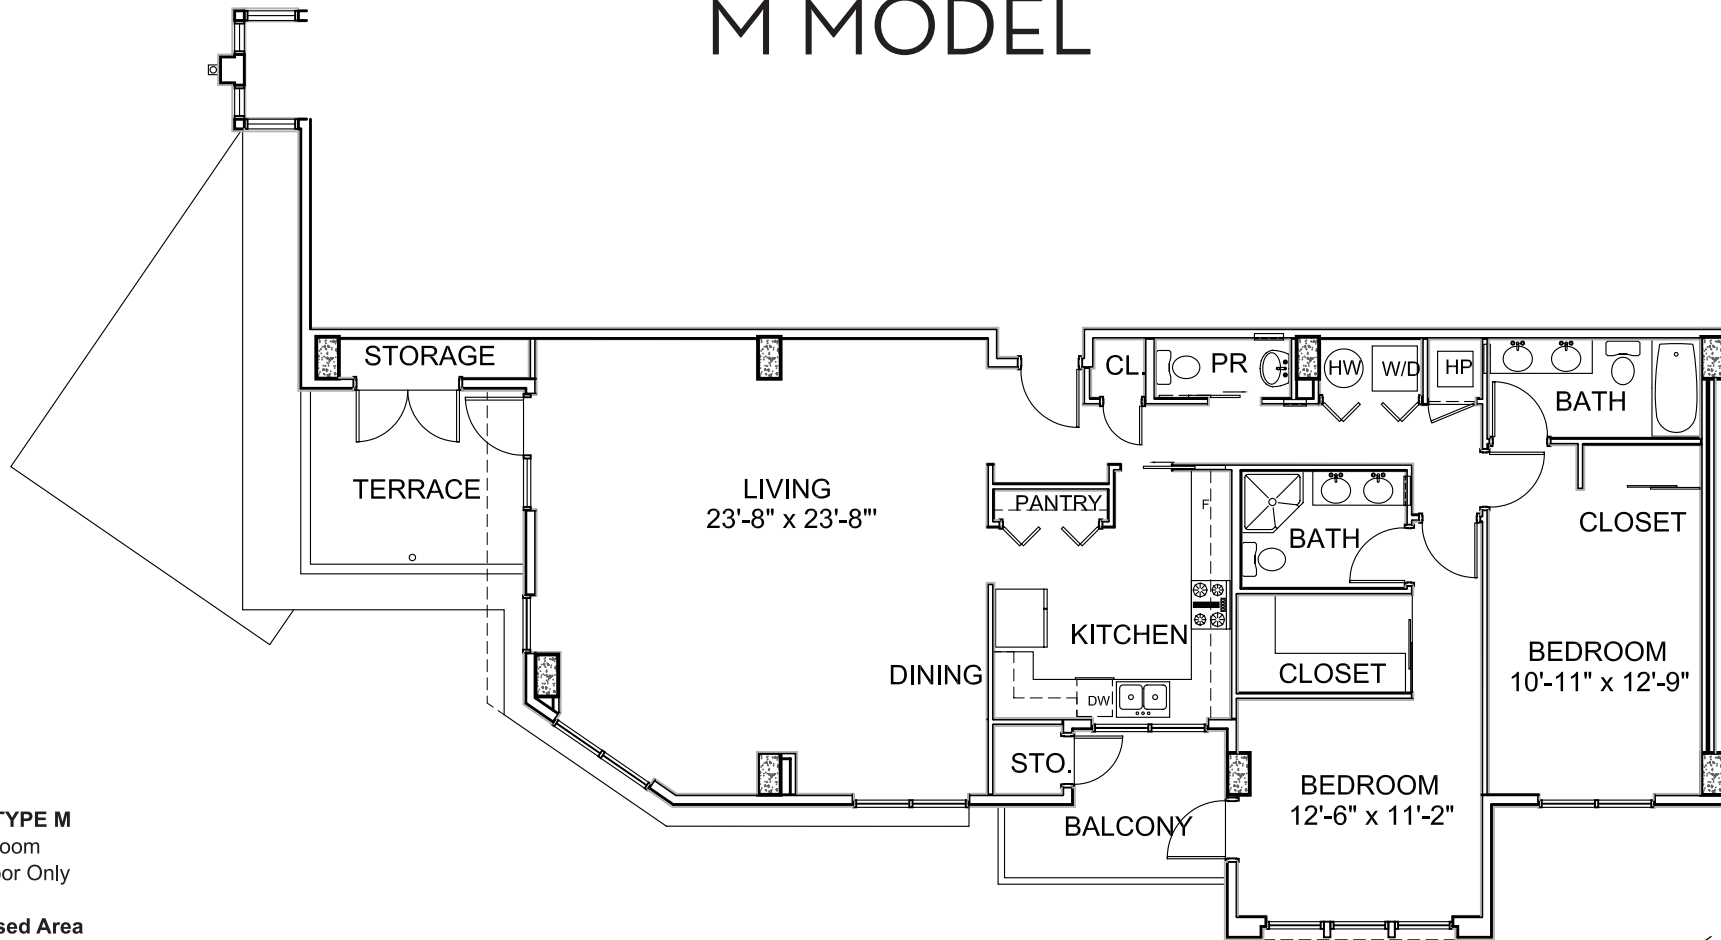 M MODEL
STORAGE
CL.
PR
HW
W/D
HP
BATH
TERRACE
LIVING
23'-8" x 23'-8'"
PANTRY
F
BATH
CLOSET
KITCHEN
DINING
CLOSET
BEDROOM
10'-11" x 12'-9"
DW
STO.
BEDROOM
12'-6" x 11'-2"
BALCONY
TYPE M
oom
or Only
sed Area